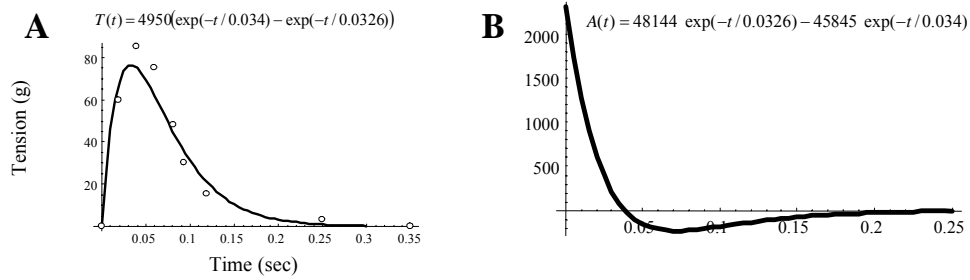 A
T(t) = 4950(exp(−t / 0.034) − exp(−t / 0.0326))
80
60
40
20
Tension (g)
0.05 0.1 0.15 0.2 0.25 0.3 0.35
Time (sec)
B
A(t) = 48144 exp(−t / 0.0326) − 45845 exp(−t / 0.034)
2000
1500
1000
500
0.05 0.1 0.15 0.2 0.25